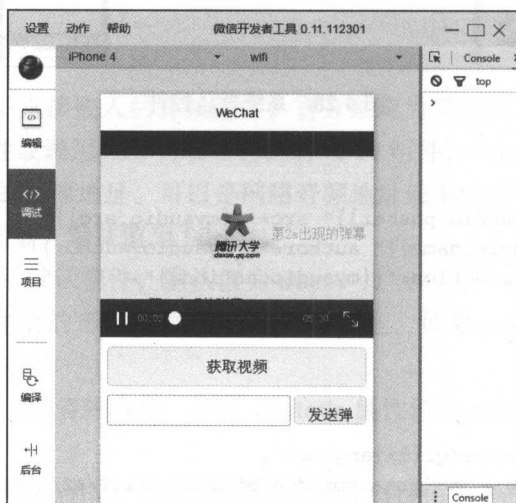 设置 动作 帮助 微信开发者工具 0.11.112301
iPhone 4 wifi Console
top
WeChat
</> 编辑
</> 调试
项目
编译
后台
腾讯大学
daxue.qq.com
第2s出现的弹幕
00:02 09:30
获取视频
发送弹
Console